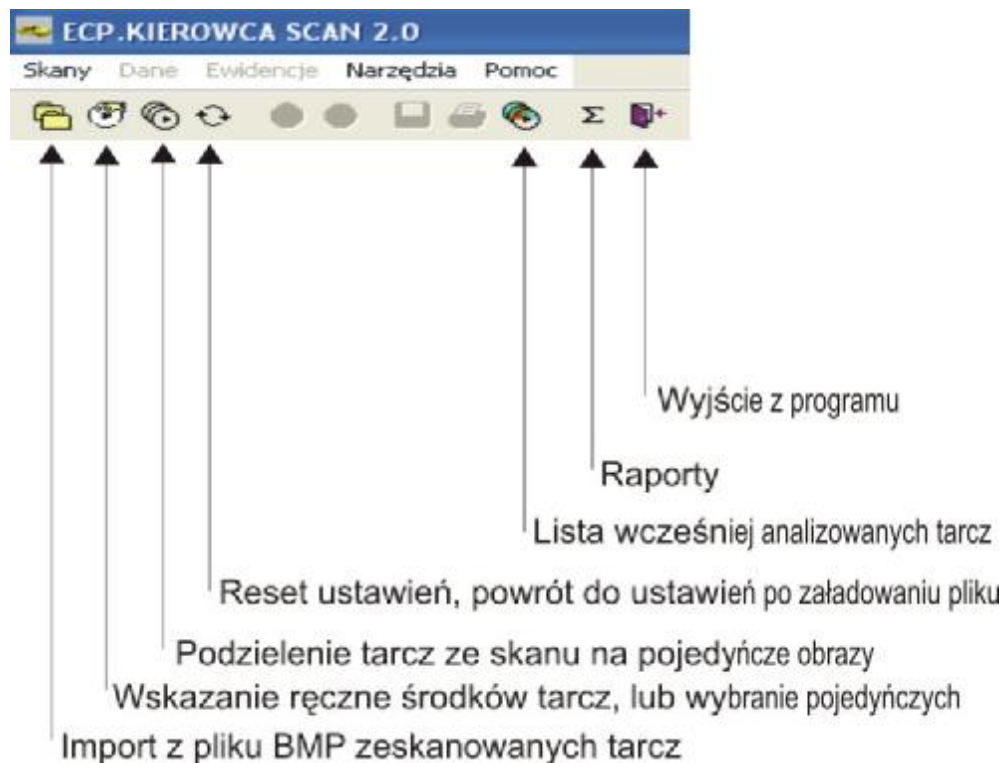 ECP.KIEROWCA SCAN 2.0
Skany Dane Ewidencje Narzędzia Pomoc
Σ
Wyjście z programu
Raporty
Lista wcześniej analizowanych tarcz
Reset ustawień, powrót do ustawień po załadowaniu pliku
Podzielenie tarcz ze skanu na pojedyńcze obrazy
Wskazanie ręczne środków tarcz, lub wybranie pojedyńczych
Import z pliku BMP zeskanowanych tarcz